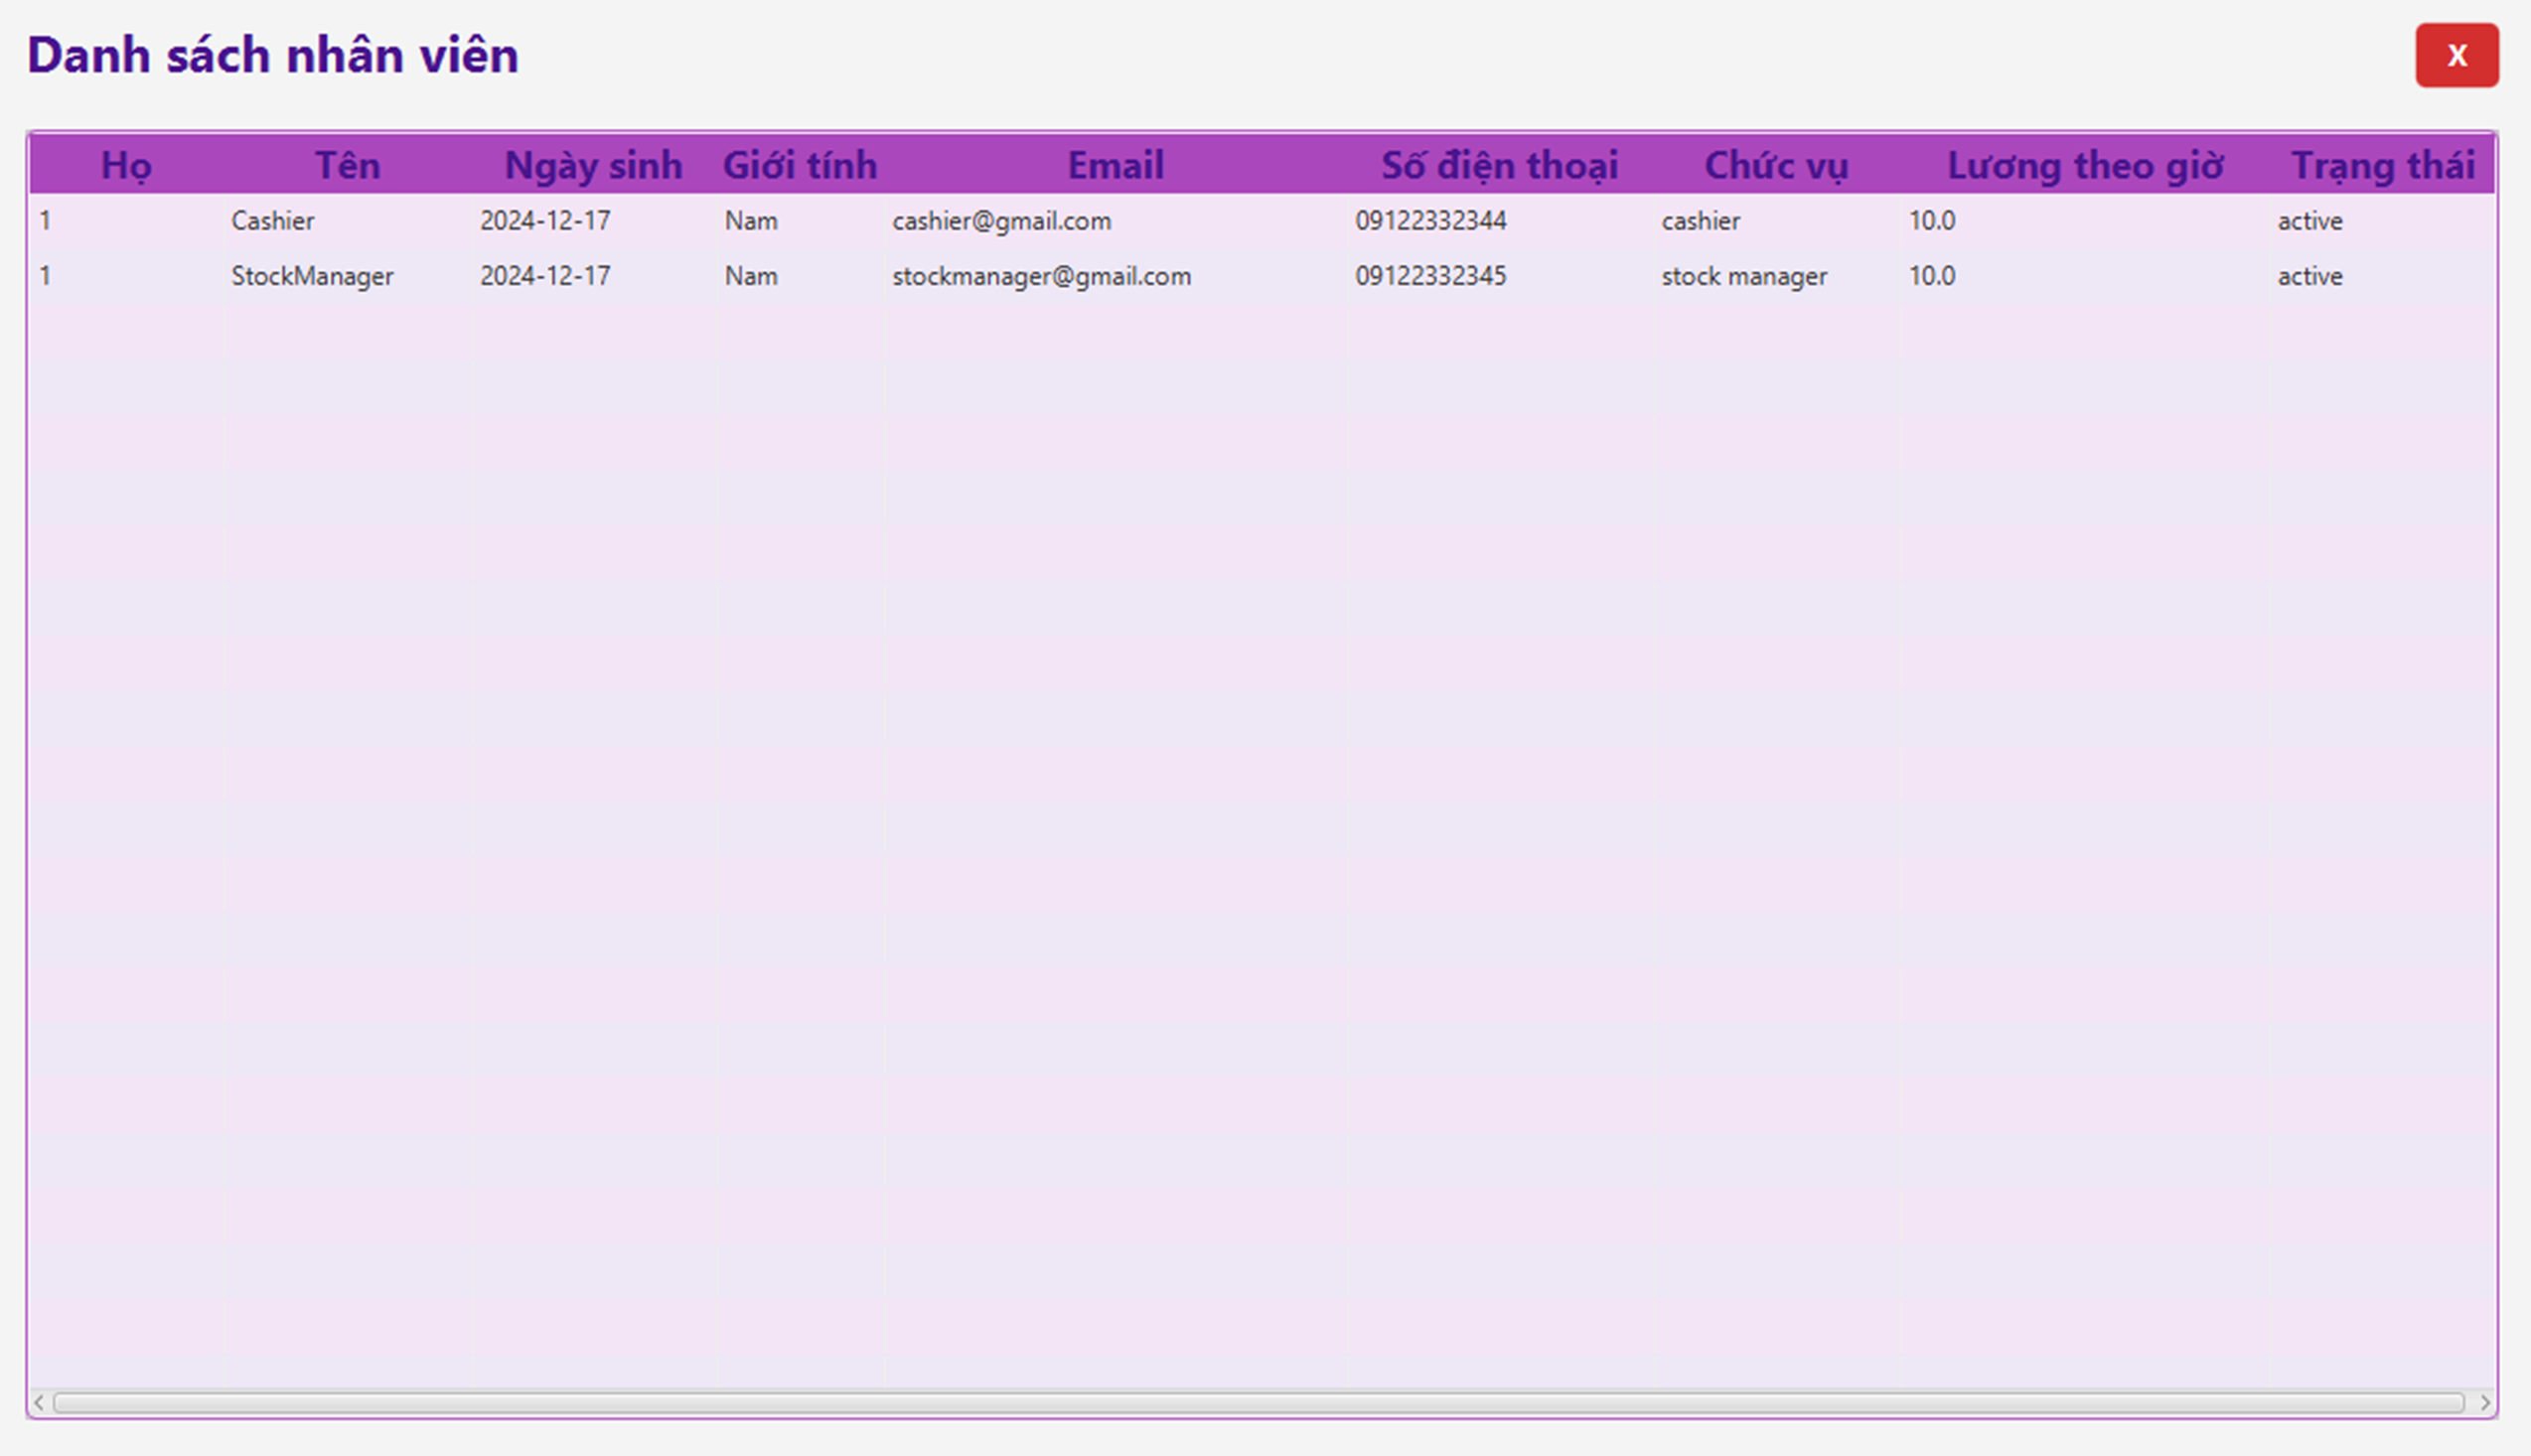 Danh sách nhân viên X
Họ Tên Ngày sinh Giới tính Email Số điện thoại Chức vụ Lương theo giờ Trạng thái
1 Cashier 2024-12-17 Nam cashier@gmail.com 09122332344 cashier 10.0 active
1 StockManager 2024-12-17 Nam stockmanager@gmail.com 09122332345 stock manager 10.0 active